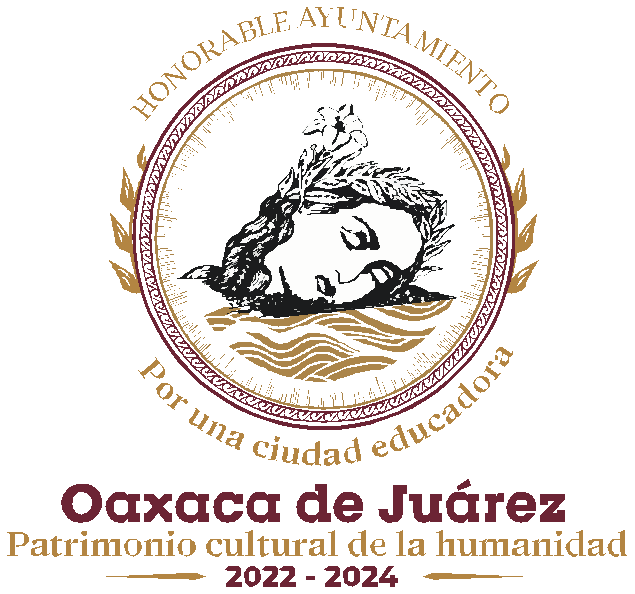 HONORABLE AYUNTAMIENTO
Por una ciudad educadora
Oaxaca de Juárez
Patrimonio cultural de la humanidad
2022 - 2024